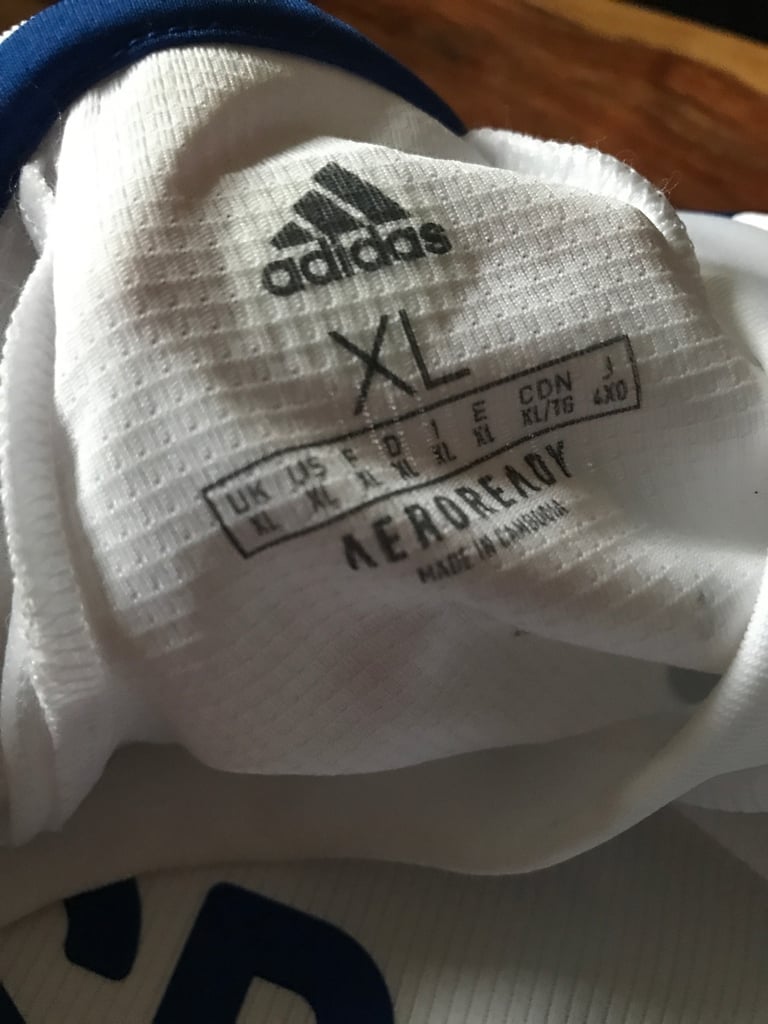 adidas
XL
UK US F D I E CDN J
XL XL XL XL XL XL XL/TG 4XO
AEROREADY
MADE IN CAMBODIA